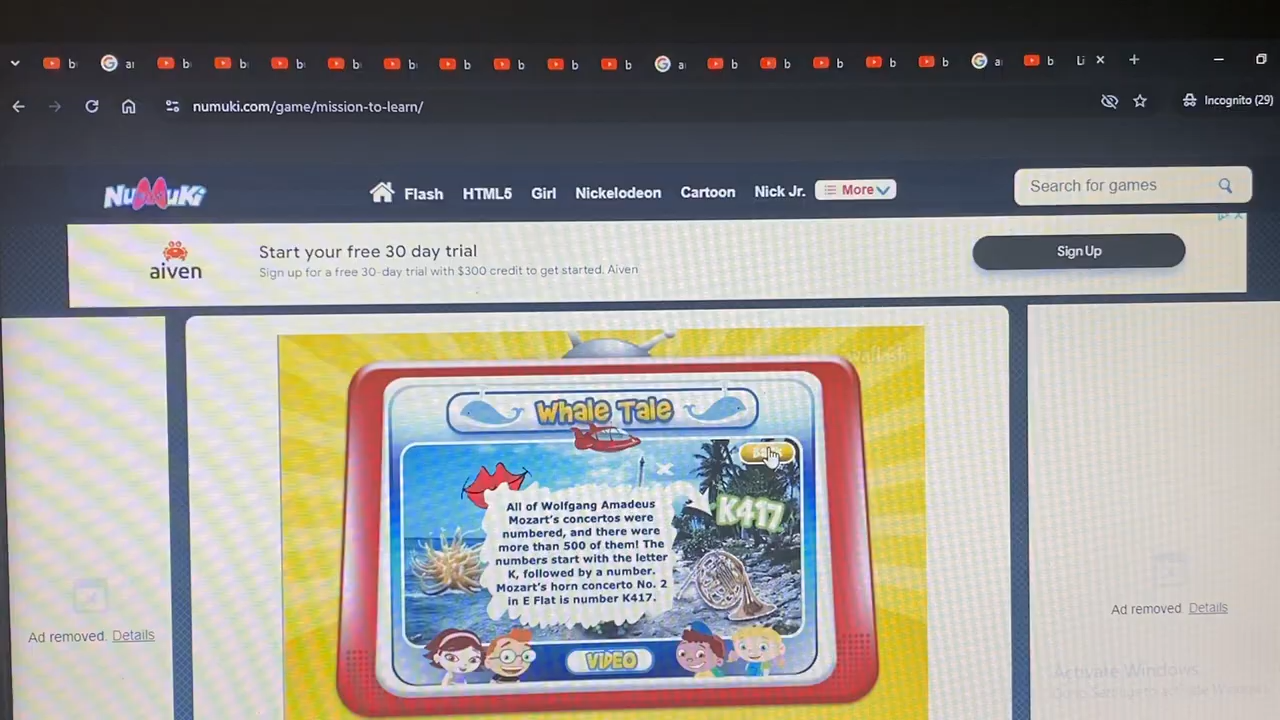 b
ai
b
b
b
b
b
b
b
b
b
a
b
b
b
b
b
a
b
Li
numuki.com/game/mission-to-learn/
Incognito (29)
NuMuKi
Flash
HTML5
Girl
Nickelodeon
Cartoon
Nick Jr.
More
Search for games
aiven
Start your free 30 day trial
Sign up for a free 30-day trial with $300 credit to get started. Aiven
Sign Up
Whale Tale
K417
All of Wolfgang Amadeus
Mozart's concertos were
numbered, and there were
more than 500 of them! The
numbers start with the letter
K, followed by a number.
Mozart's horn concerto No. 2
in E Flat is number K417.
VIDEO
Ad removed. Details
Ad removed. Details
Activate Windows